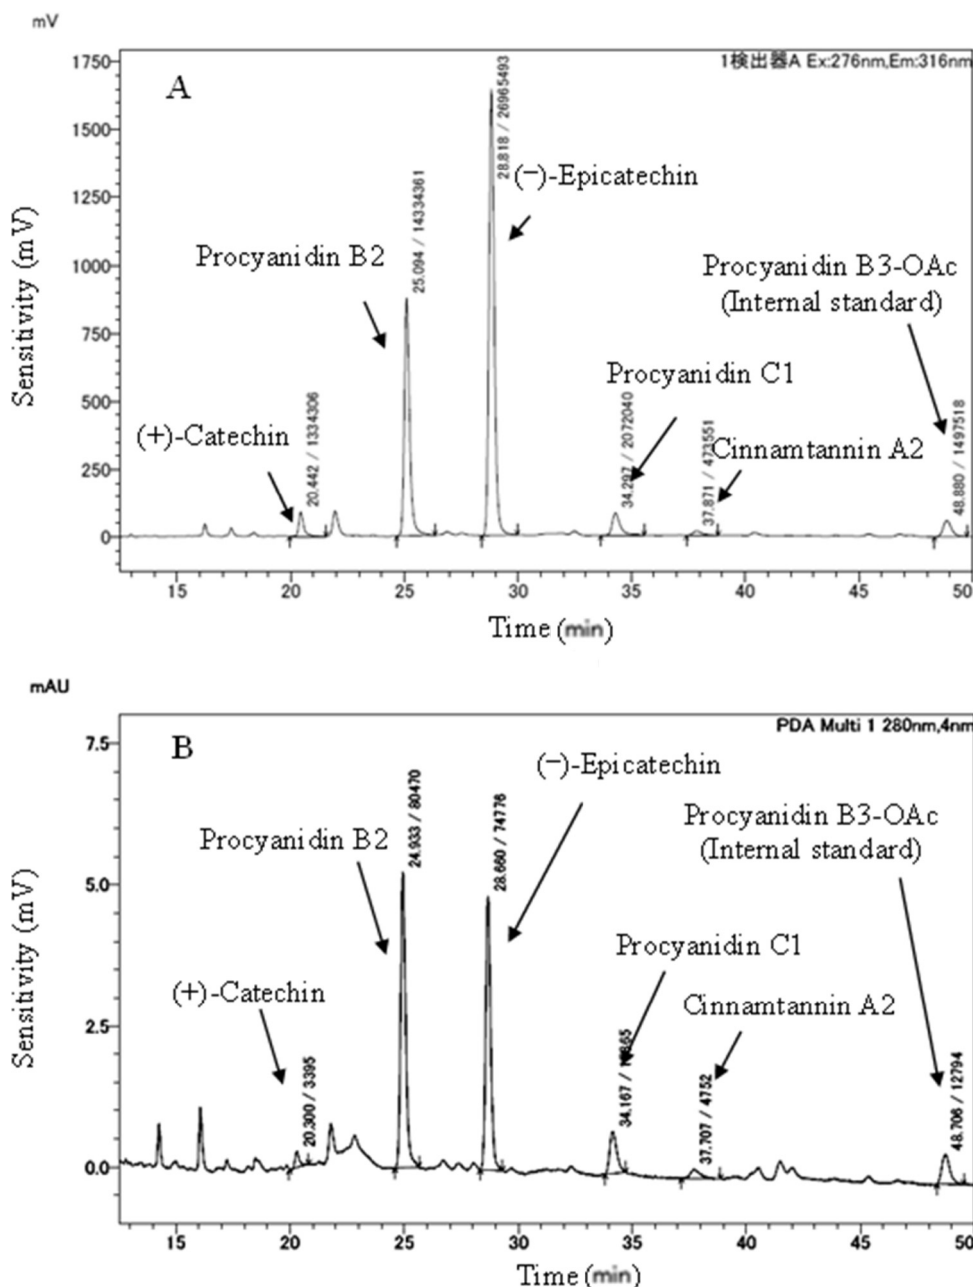 mV
1検出器A Ex:276nm,Em:316nm
A
1750
1500
1250
1000
750
500
250
0
Sensitivity (mV)
(+)-Catechin
20.442 / 1334306
Procyanidin B2
25.094 / 14334361
28.818 / 26965493
(−)-Epicatechin
Procyanidin C1
34.297 / 2072040
Cinnamtannin A2
37.871 / 473551
Procyanidin B3-OAc
(Internal standard)
48.880 / 1497518
15 20 25 30 35 40 45 50
Time (min)
mAU
PDA Multi 1 280nm,4nm
B
7.5
5.0
2.5
0.0
Sensitivity (mV)
(+)-Catechin
20.300 / 3395
Procyanidin B2
24.933 / 80470
28.660 / 74776
(−)-Epicatechin
Procyanidin C1
34.167 /
Cinnamtannin A2
37.707 / 4752
Procyanidin B3-OAc
(Internal standard)
48.706 / 12794
15 20 25 30 35 40 45 50
Time (min)